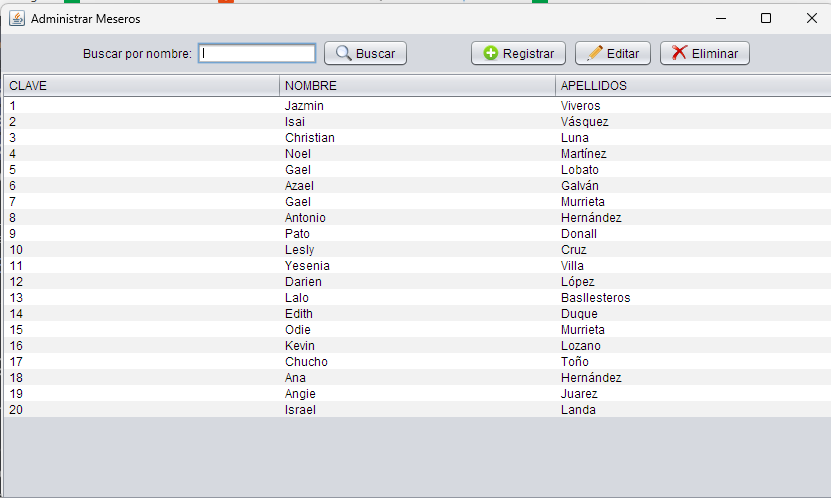 Administrar Meseros
Buscar por nombre: Buscar Registrar Editar Eliminar
CLAVE NOMBRE APELLIDOS
1 Jazmin Viveros
2 Isai Vásquez
3 Christian Luna
4 Noel Martínez
5 Gael Lobato
6 Azael Galván
7 Gael Murrieta
8 Antonio Hernández
9 Pato Donall
10 Lesly Cruz
11 Yesenia Villa
12 Darien López
13 Lalo Basllesteros
14 Edith Duque
15 Odie Murrieta
16 Kevin Lozano
17 Chucho Toño
18 Ana Hernández
19 Angie Juarez
20 Israel Landa